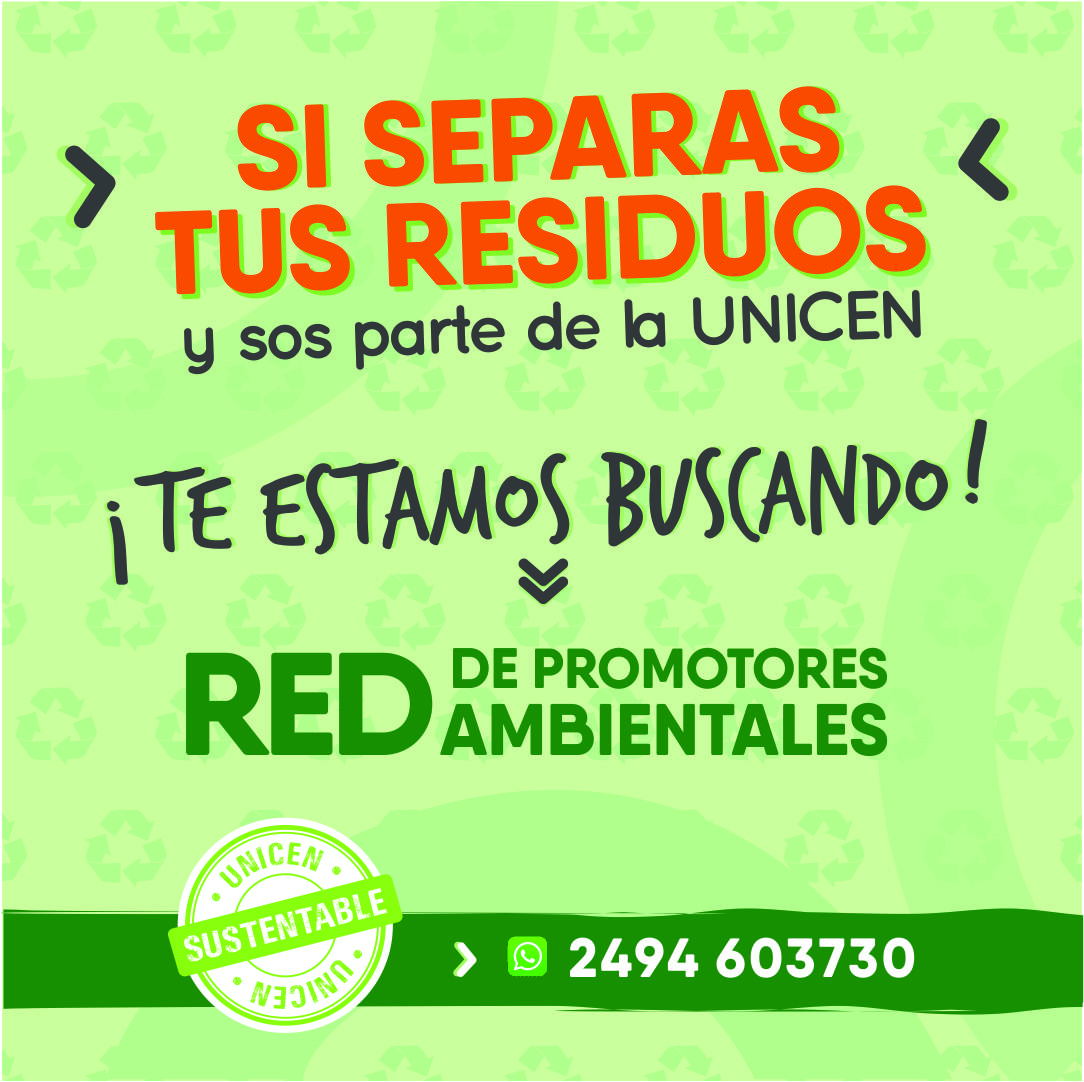 SI SEPARAS
TUS RESIDUOS
y sos parte de la UNICEN
¡TE ESTAMOS BUSCANDO!
RED DE PROMOTORES
AMBIENTALES
UNICEN
SUSTENTABLE
UNICEN
2494 603730